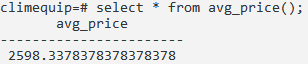 climequip=# select * from avg_price();
avg_price
-----------------------
2598.3378378378378378